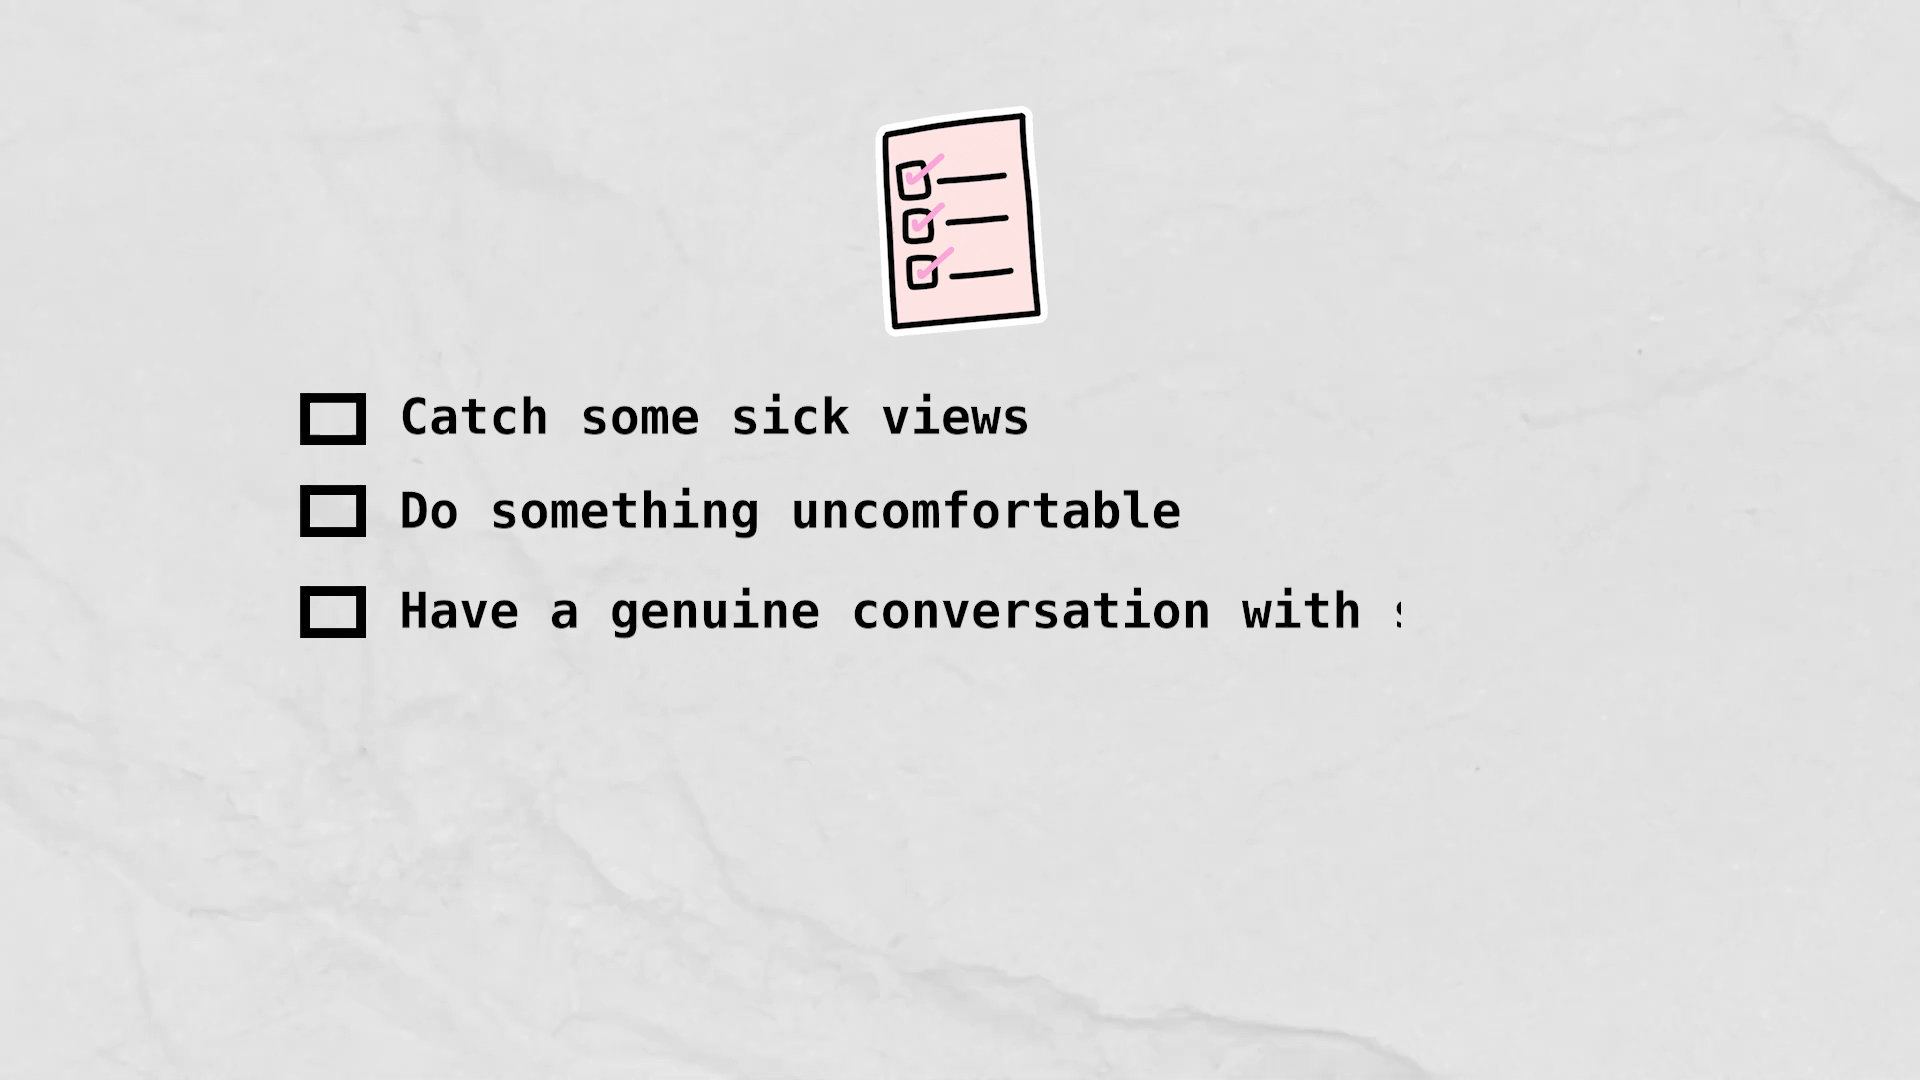 Catch some sick views
Do something uncomfortable
Have a genuine conversation with